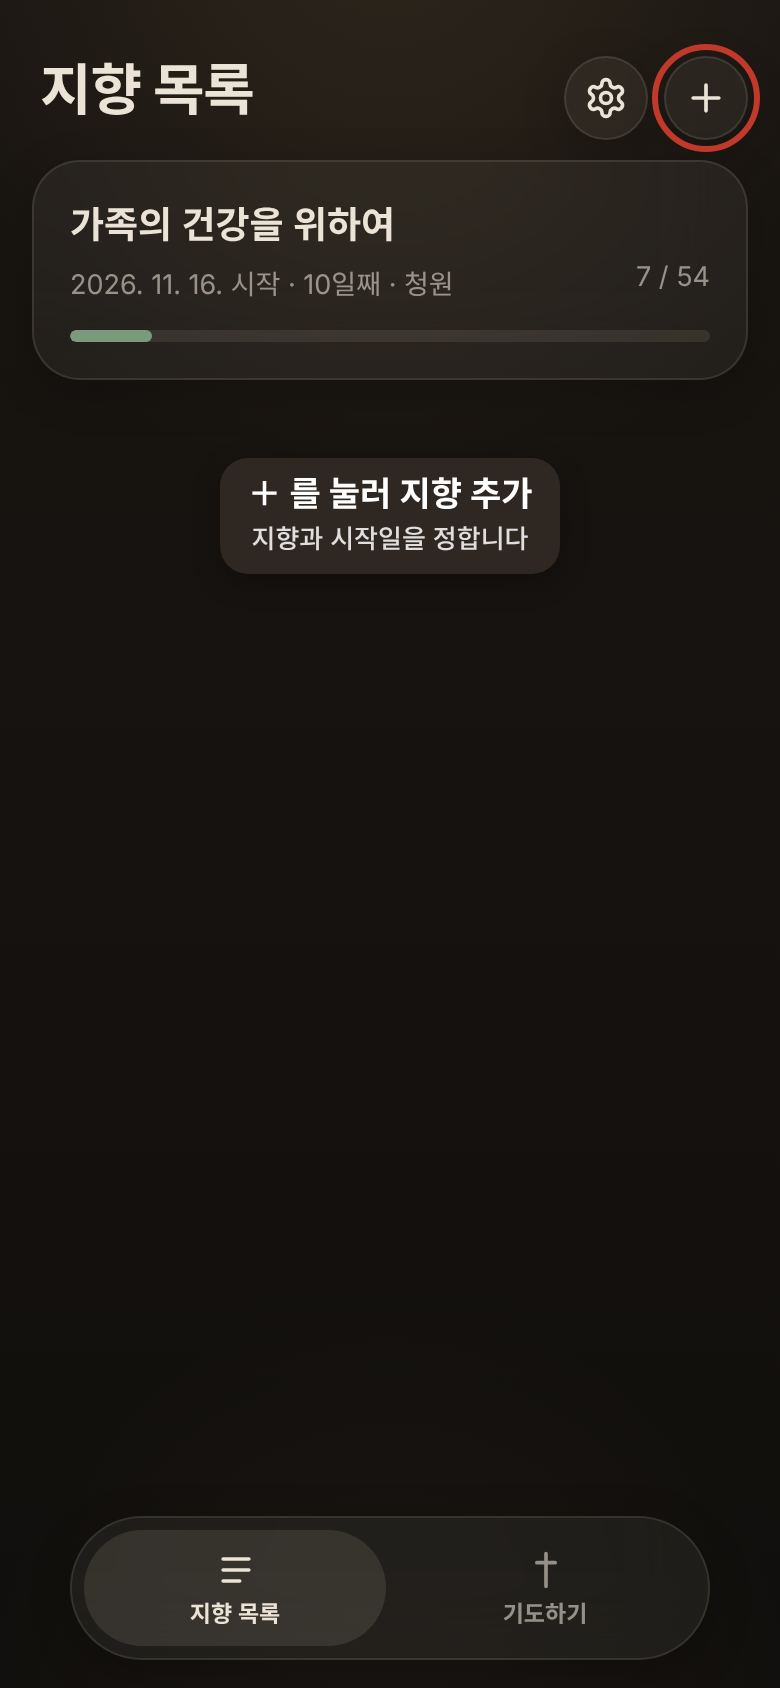 지향 목록
가족의 건강을 위하여
2026. 11. 16. 시작 · 10일째 · 청원
7 / 54
+ 를 눌러 지향 추가
지향과 시작일을 정합니다
지향 목록
기도하기